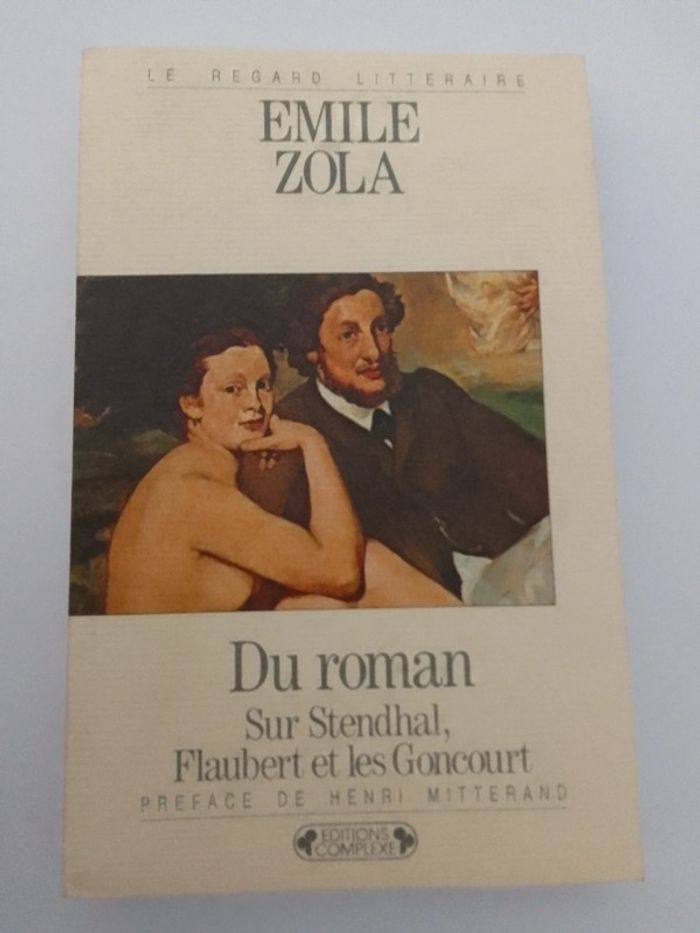 LE REGARD LITTERAIRE
EMILE
ZOLA
Du roman
Sur Stendhal,
Flaubert et les Goncourt
PREFACE DE HENRI MITTERAND
EDITIONS
COMPLEXE